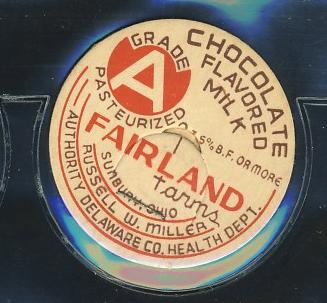 GRADE
A
PASTEURIZED
CHOCOLATE
FLAVORED
MILK
3.5% B.F. OR MORE
FAIRLAND
Farms
SUNBURY, OHIO
RUSSELL W. MILLER
AUTHORITY DELAWARE CO. HEALTH DEPT.